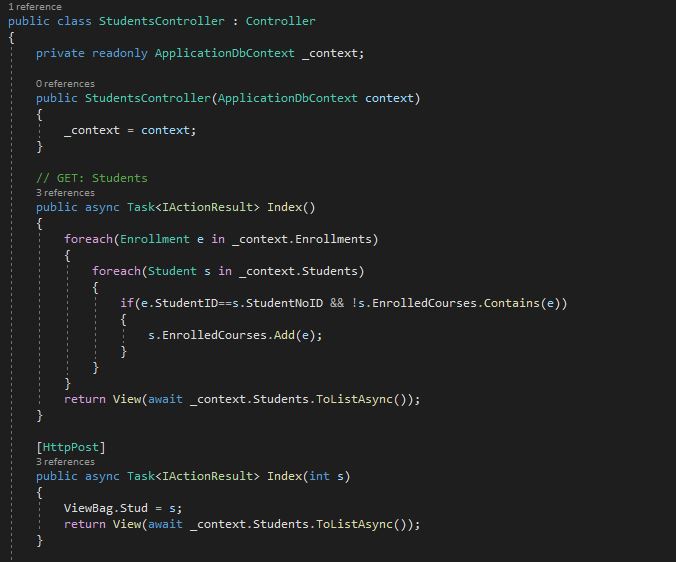 1 reference
public class StudentsController : Controller
{
private readonly ApplicationDbContext _context;
0 references
public StudentsController(ApplicationDbContext context)
{
_context = context;
}
// GET: Students
3 references
public async Task<IActionResult> Index()
{
foreach(Enrollment e in _context.Enrollments)
{
foreach(Student s in _context.Students)
{
if(e.StudentID==s.StudentNoID && !s.EnrolledCourses.Contains(e))
{
s.EnrolledCourses.Add(e);
}
}
}
return View(await _context.Students.ToListAsync());
}
[HttpPost]
3 references
public async Task<IActionResult> Index(int s)
{
ViewBag.Stud = s;
return View(await _context.Students.ToListAsync());
}